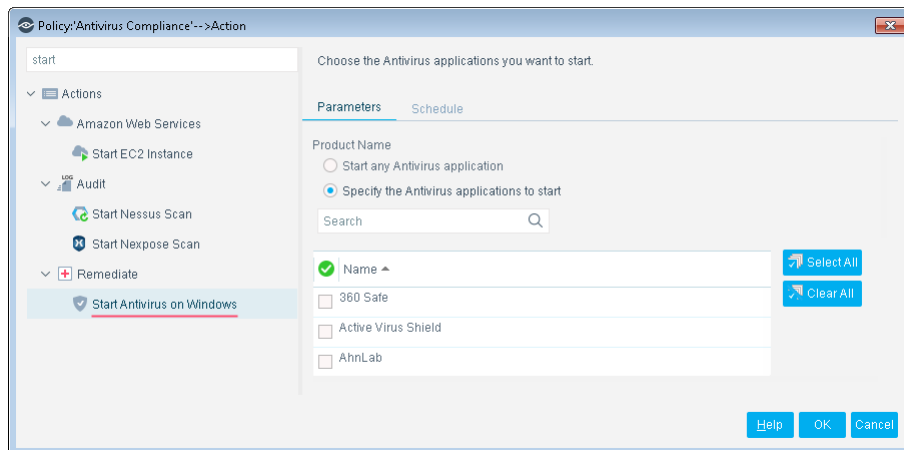 Policy:'Antivirus Compliance'-->Action
start
Actions
Amazon Web Services
Start EC2 Instance
LOG
Audit
Start Nessus Scan
Start Nexpose Scan
Remediate
Start Antivirus on Windows
Choose the Antivirus applications you want to start.
Parameters Schedule
Product Name
Start any Antivirus application
Specify the Antivirus applications to start
Search
Name
Select All
360 Safe
Clear All
Active Virus Shield
AhnLab
Help OK Cancel